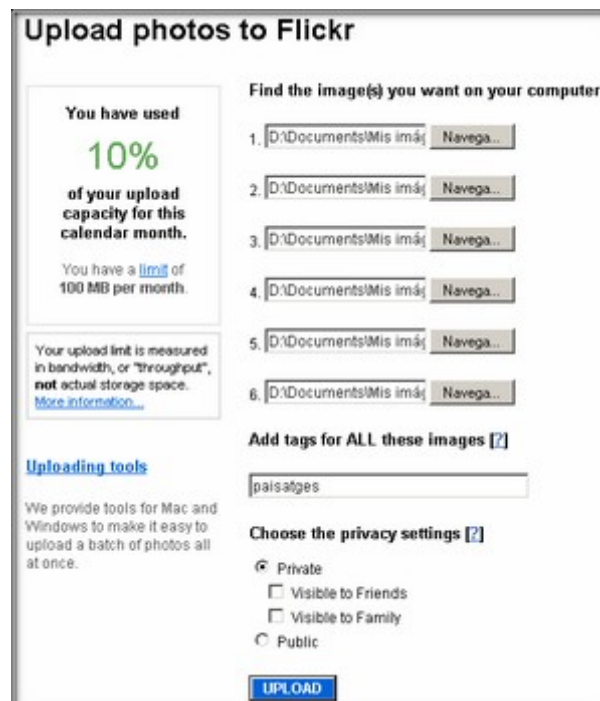 Upload photos to Flickr
You have used
10%
of your upload
capacity for this
calendar month.
You have a limit of
100 MB per month.
Your upload limit is measured
in bandwidth, or "throughput",
not actual storage space.
More information...
Uploading tools
We provide tools for Mac and
Windows to make it easy to
upload a batch of photos all
at once.
Find the image(s) you want on your computer
1. D:\Documents\Mis imág Navega...
2. D:\Documents\Mis imág Navega...
3. D:\Documents\Mis imág Navega...
4. D:\Documents\Mis imág Navega...
5. D:\Documents\Mis imág Navega...
6. D:\Documents\Mis imág Navega...
Add tags for ALL these images [?]
paisatges
Choose the privacy settings [?]
Private
Visible to Friends
Visible to Family
Public
UPLOAD